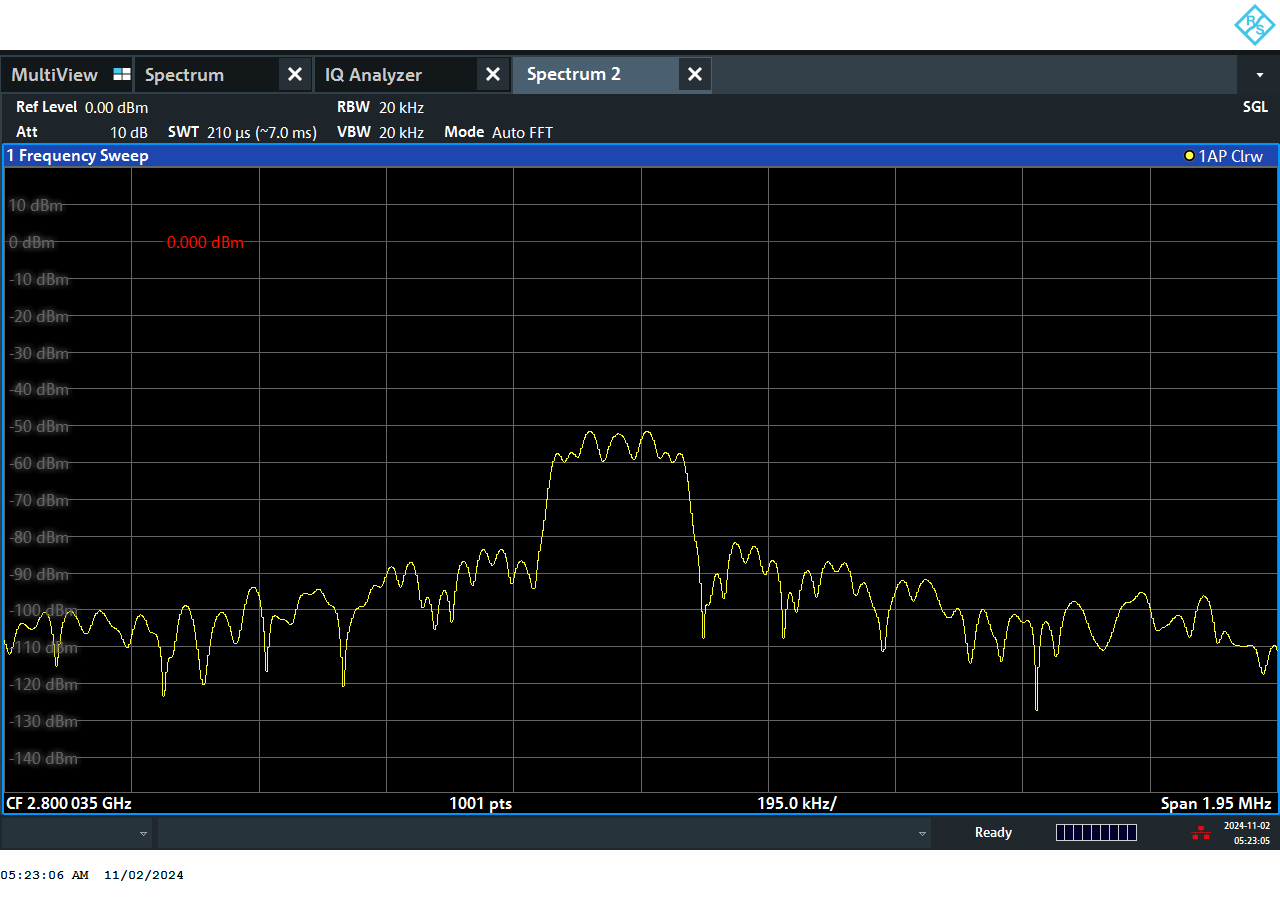 R S
MultiView Spectrum IQ Analyzer Spectrum 2
Ref Level 0.00 dBm RBW 20 kHz SGL
Att 10 dB SWT 210 µs (~7.0 ms) VBW 20 kHz Mode Auto FFT
1 Frequency Sweep 1AP Clrw
10 dBm
0 dBm 0.000 dBm
-10 dBm
-20 dBm
-30 dBm
-40 dBm
-50 dBm
-60 dBm
-70 dBm
-80 dBm
-90 dBm
-100 dBm
-110 dBm
-120 dBm
-130 dBm
-140 dBm
CF 2.800 035 GHz 1001 pts 195.0 kHz/ Span 1.95 MHz
Ready 2024-11-02
05:23:05
05:23:06 AM 11/02/2024